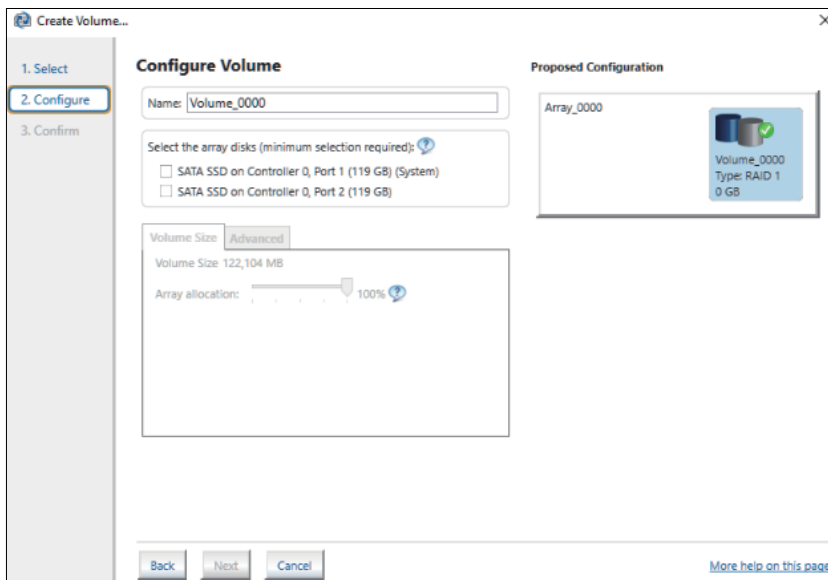 Create Volume...
1. Select
2. Configure
3. Confirm
Configure Volume
Name: Volume_0000
Select the array disks (minimum selection required):
SATA SSD on Controller 0, Port 1 (119 GB) (System)
SATA SSD on Controller 0, Port 2 (119 GB)
Volume Size Advanced
Volume Size 122,104 MB
Array allocation: 100%
Proposed Configuration
Array_0000
Volume_0000
Type: RAID 1
0 GB
Back Next Cancel
More help on this page